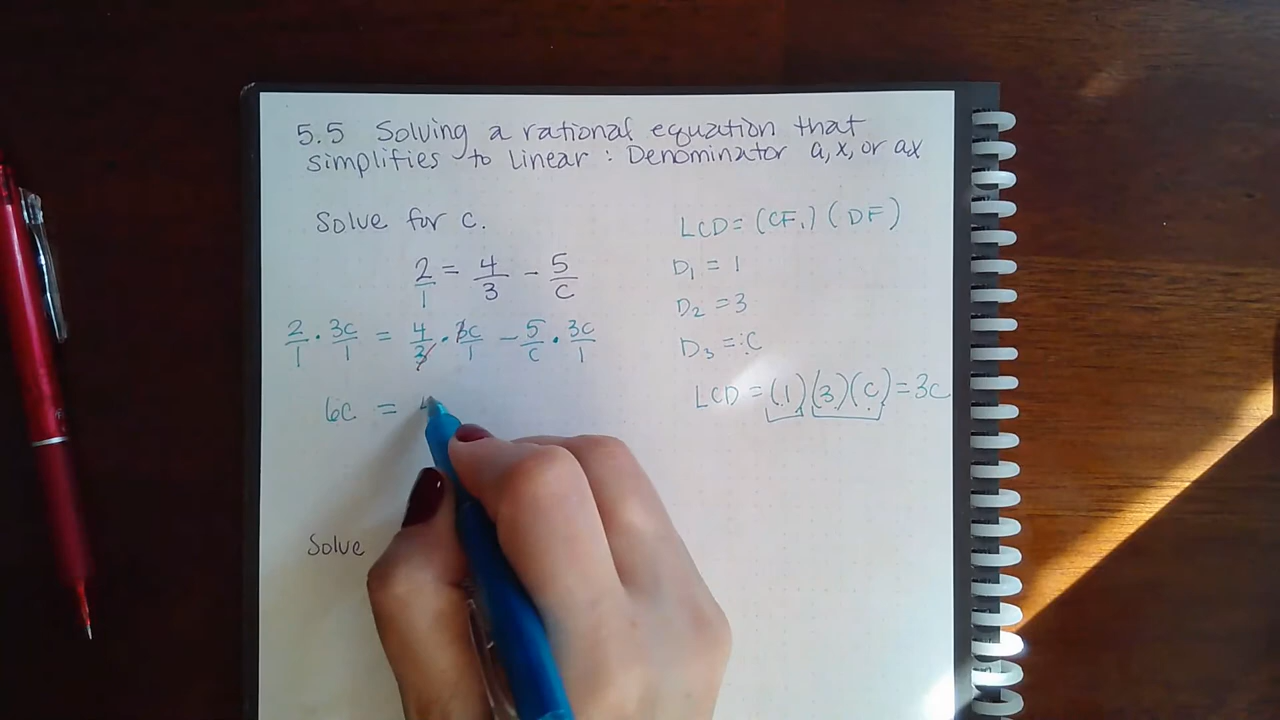 5.5 Solving a rational equation that
simplifies to linear : Denominator a, x, or ax
Solve for c.
2/1 = 4/3 - 5/c
2/1 · 3c/1 = 4/3 · 3c/1 - 5/c · 3c/1
6c = 4
LCD = (CF,) (DF)
D₁ = 1
D₂ = 3
D₃ = c
LCD = (1)(3)(c) = 3c
Solve